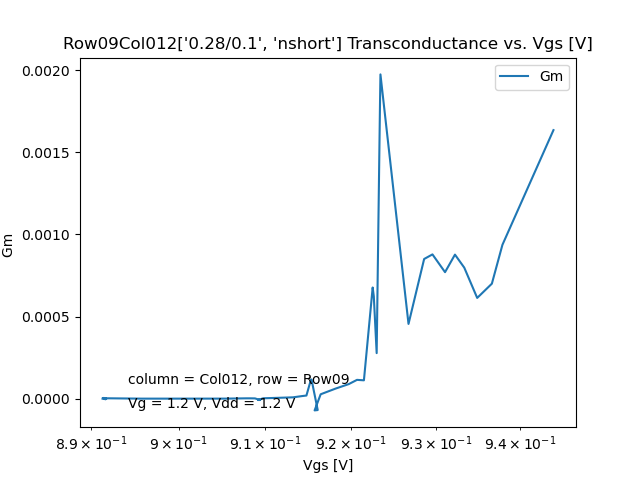 Row09Col012['0.28/0.1', 'nshort'] Transconductance vs. Vgs [V]
Gm
0.0020
0.0015
0.0010
0.0005
0.0000
Gm
column = Col012, row = Row09
Vg = 1.2 V, Vdd = 1.2 V
8.9 × 10⁻¹ 9 × 10⁻¹ 9.1 × 10⁻¹ 9.2 × 10⁻¹ 9.3 × 10⁻¹ 9.4 × 10⁻¹
Vgs [V]